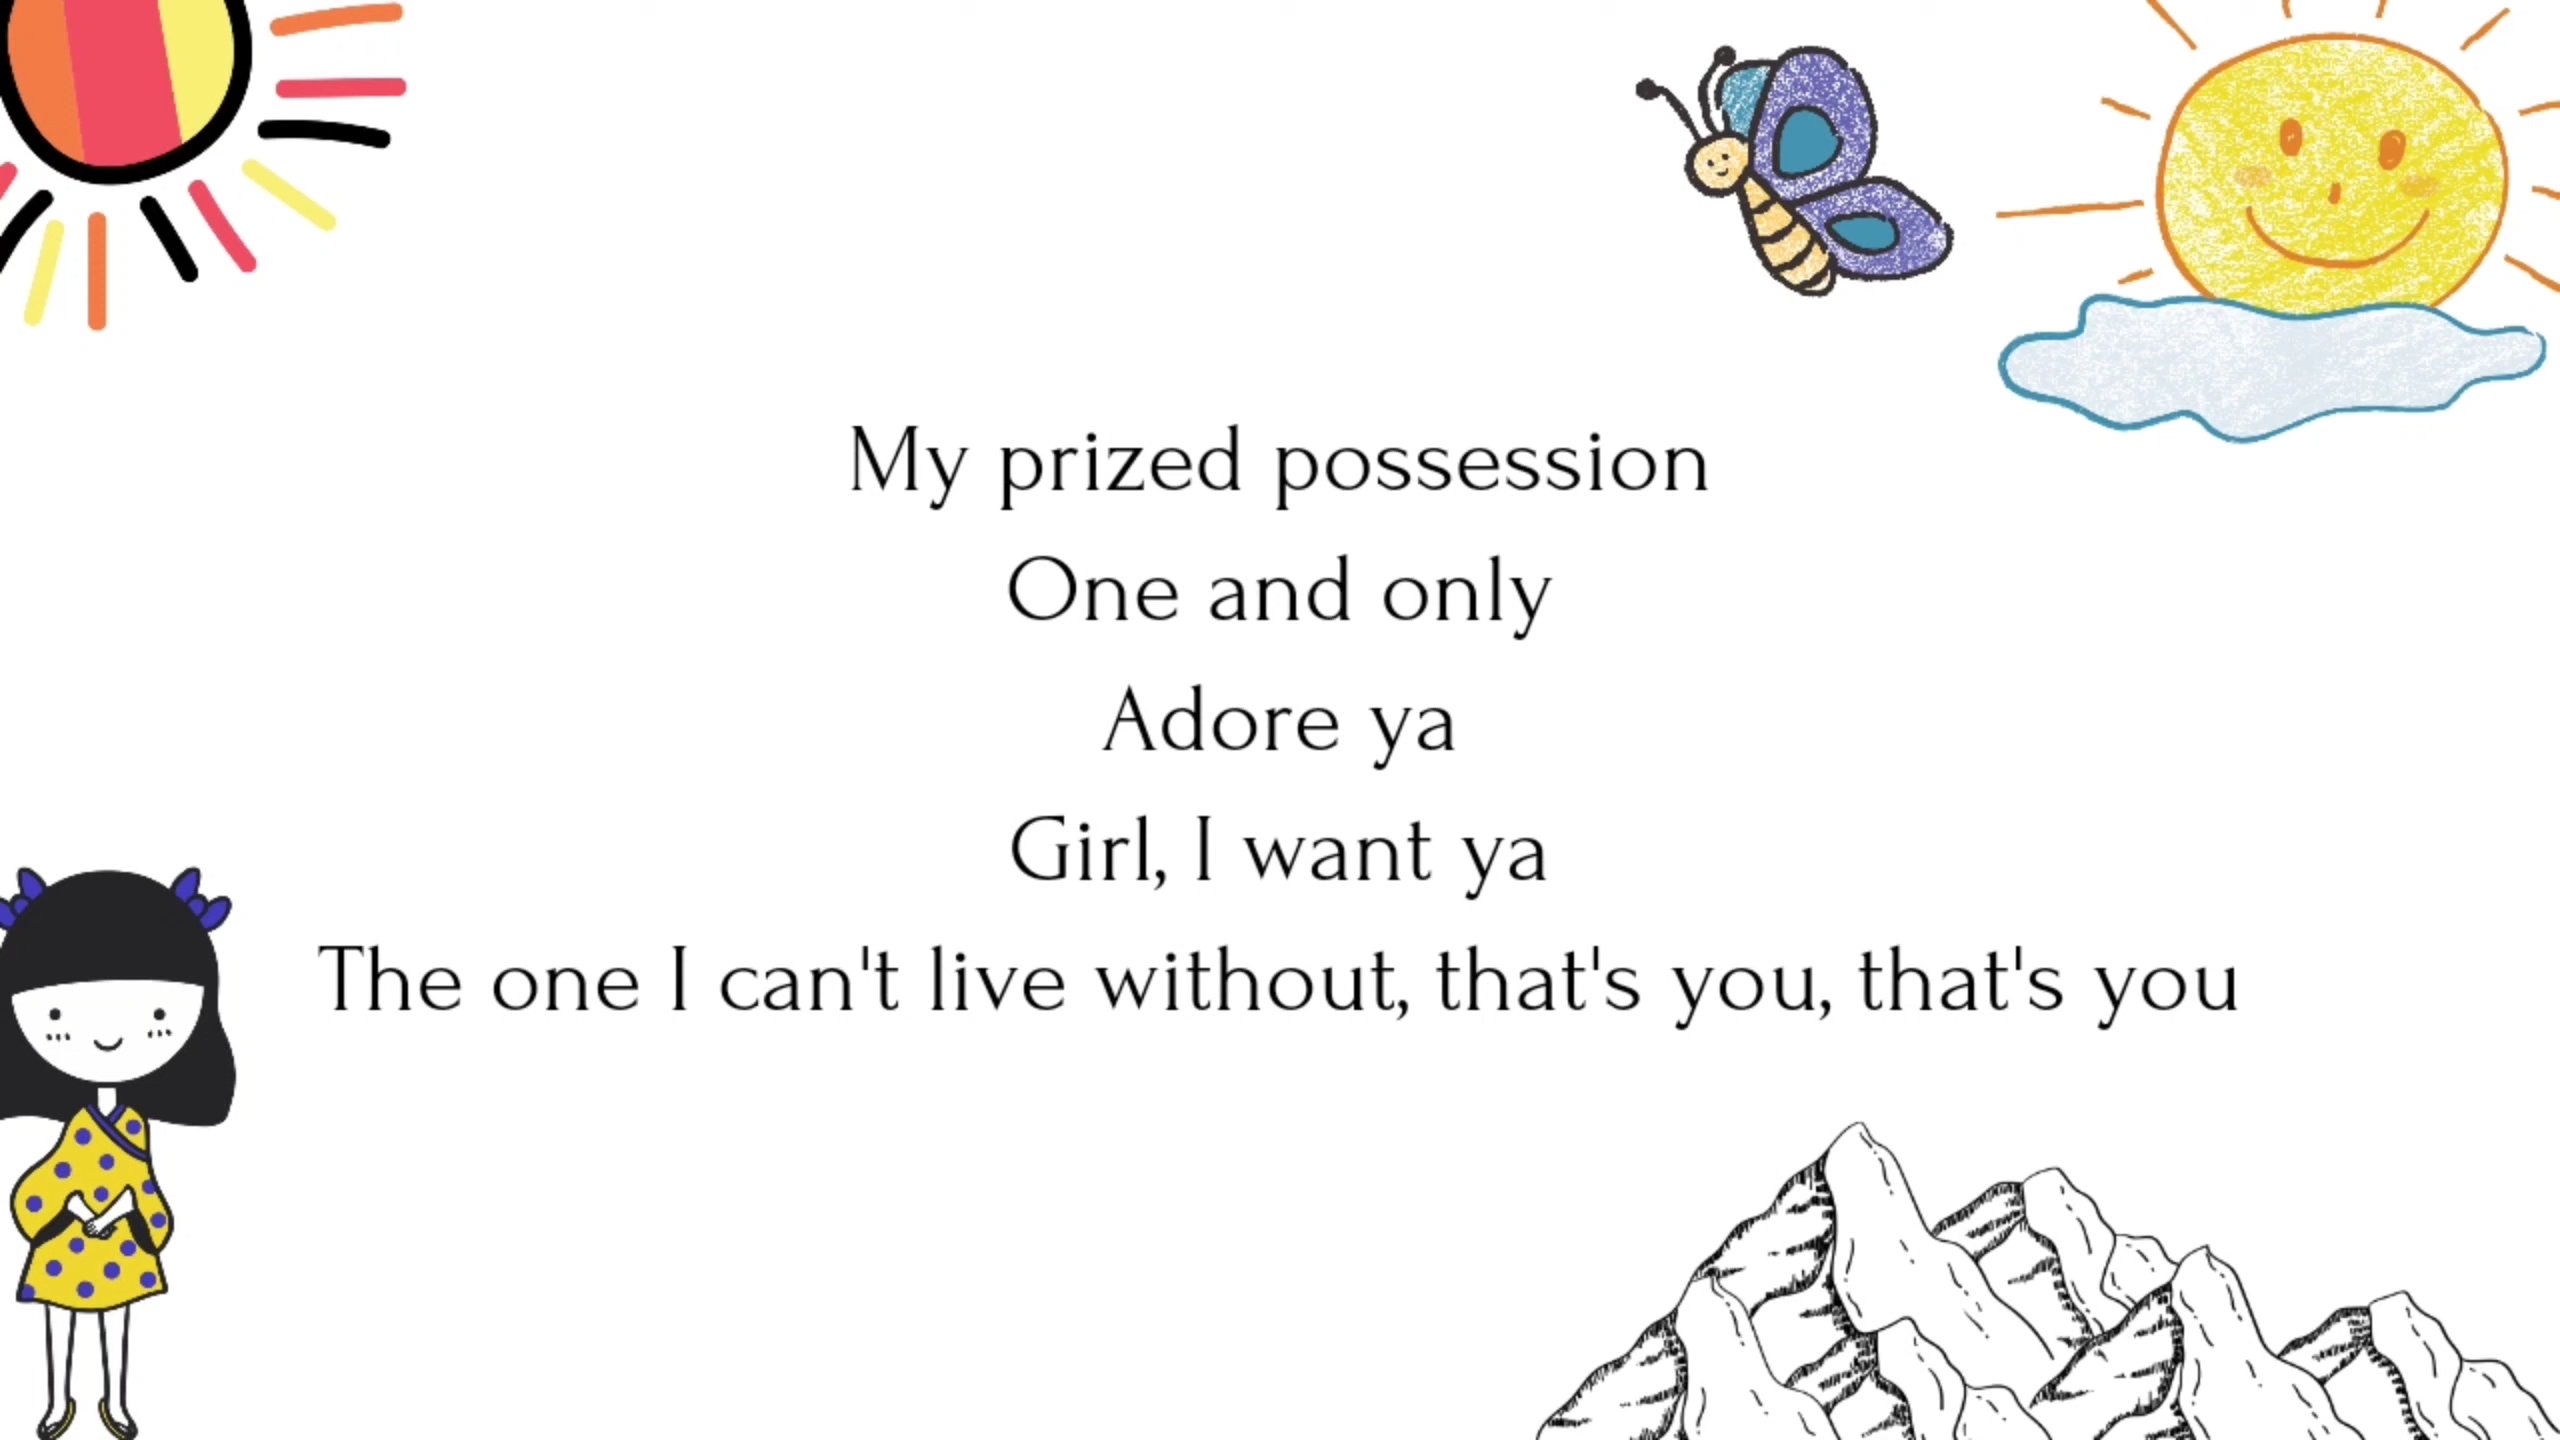 My prized possession
One and only
Adore ya
Girl, I want ya
The one I can't live without, that's you, that's you